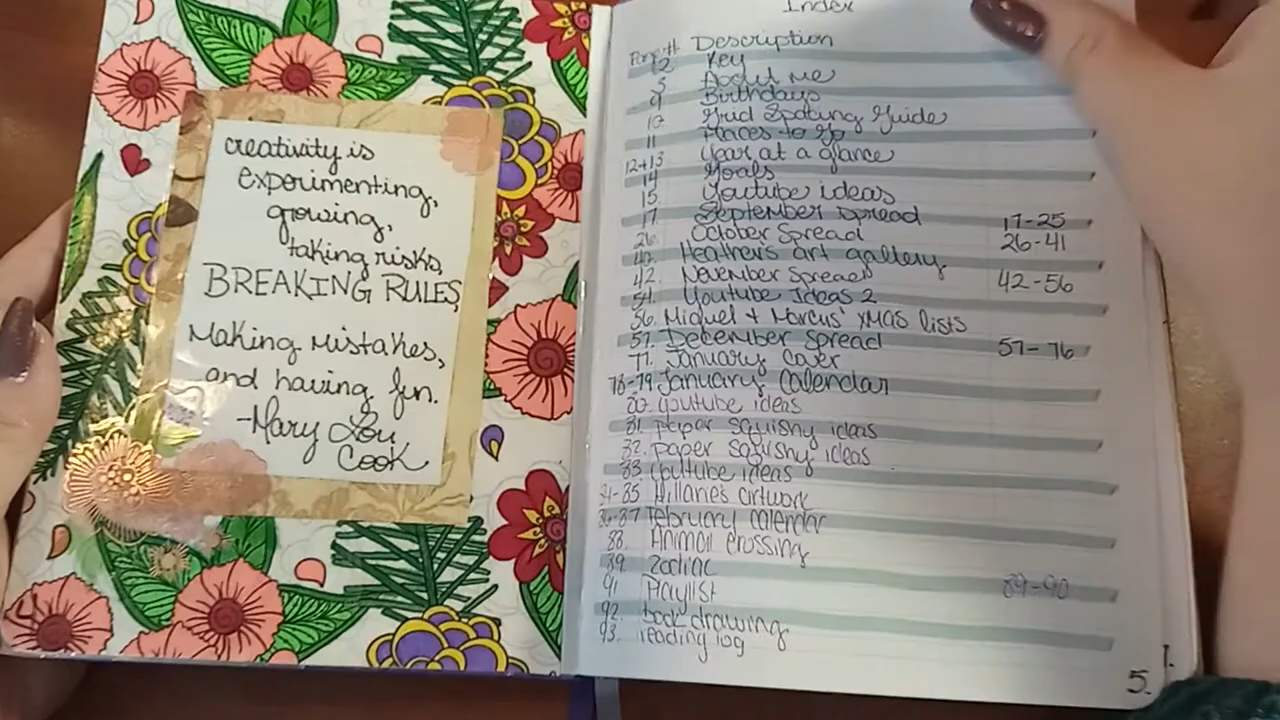 creativity is
experimenting,
growing,
taking risks,
BREAKING RULES,
Making mistakes,
and having fun.
-Mary Lou
Cook
Index
Page # Description
2 Key
3 About me
9 Birthdays
10. Grid Spacing Guide
11 Places to go
12+13 Year at a glance
14 Goals
15. Youtube ideas
17. September Spread 17-25
26. October Spread 26-41
40. Heather's art gallery
42. November Spread 42-56
54. Youtube Ideas 2
56. Miguel + Marcus' xmas lists
57. December Spread 57-76
77. January Cover
78-79 January Calendar
80. youtube ideas
81. paper squishy ideas
82. paper squishy ideas
83. youtube ideas
84-85 Hillarie's artwork
86-87 February calendar
88. Animal Crossing
89. Zodiac 89-90
91 Playlist
92. book drawing
93. reading log
5.
1.